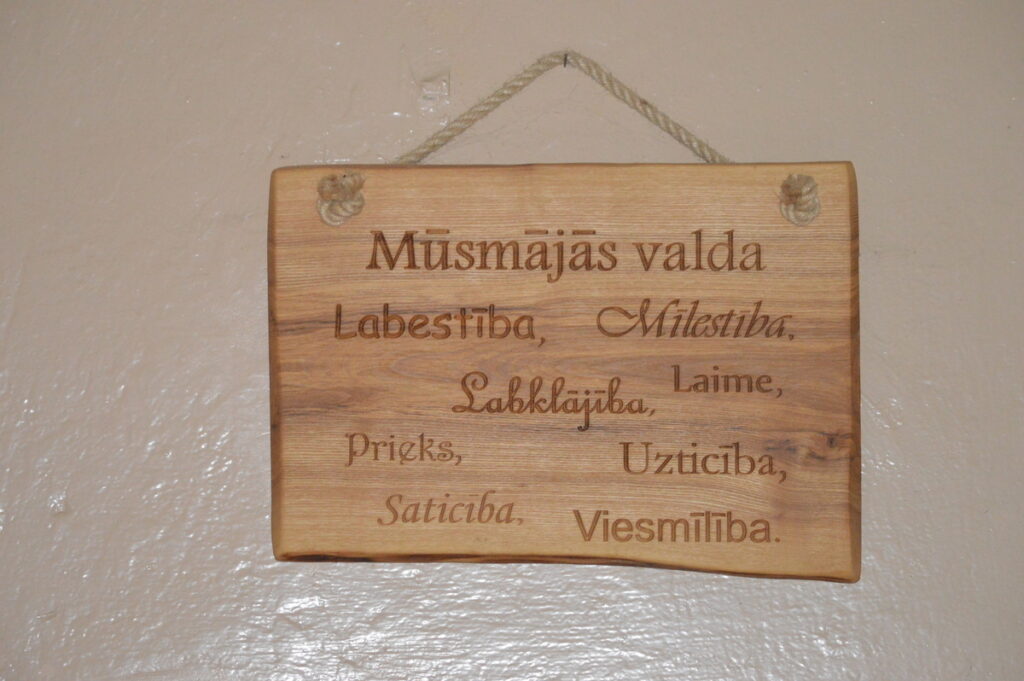 Mūsmājās valda
Labestība, Mīlestība,
Labklājība, Laime,
Prieks, Uzticība,
Saticība, Viesmīlība.